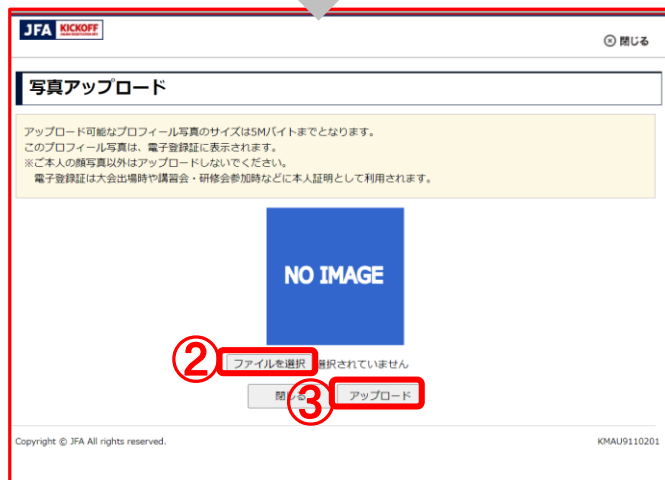 JFA KICKOFF
閉じる
写真アップロード
アップロード可能なプロフィール写真のサイズは5Mバイトまでとなります。
このプロフィール写真は、電子登録証に表示されます。
※ご本人の顔写真以外はアップロードしないでください。
電子登録証は大会出場時や講習会・研修会参加時などに本人証明として利用されます。
NO IMAGE
② ファイルを選択 選択されていません
閉じる ③ アップロード
Copyright © JFA All rights reserved. KMAU9110201